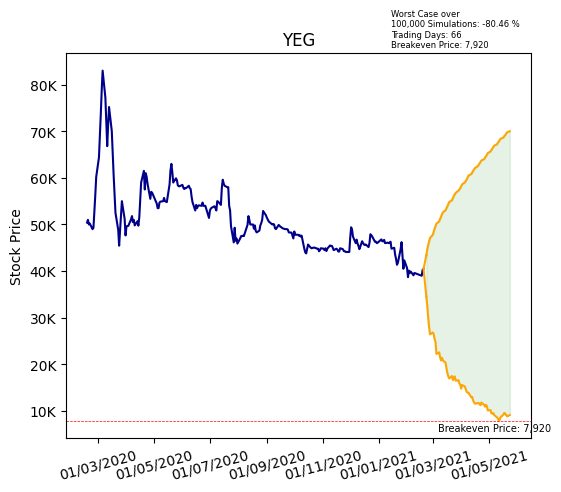 Worst Case over
100,000 Simulations: -80.46 %
Trading Days: 66
Breakeven Price: 7,920
YEG
Stock Price
80K
70K
60K
50K
40K
30K
20K
10K
Breakeven Price: 7,920
01/03/2020 01/05/2020 01/07/2020 01/09/2020 01/11/2020 01/01/2021 01/03/2021 01/05/2021